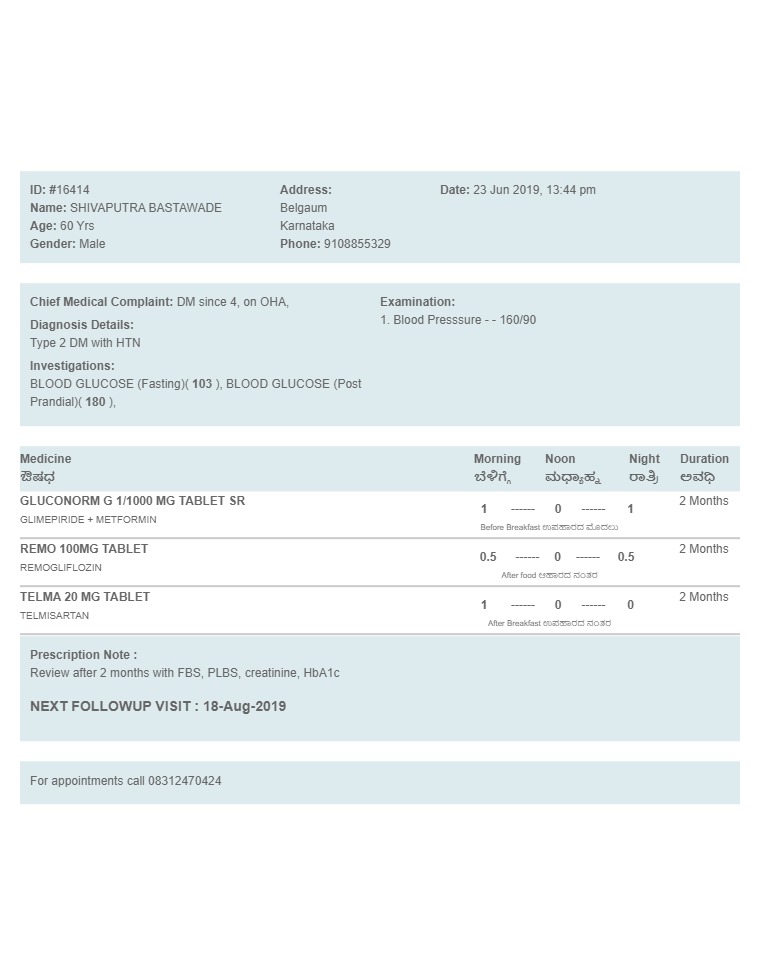 ID: #16414
Name: SHIVAPUTRA BASTAWADE
Age: 60 Yrs
Gender: Male
Address:
Belgaum
Karnataka
Phone: 9108855329
Date: 23 Jun 2019, 13:44 pm
Chief Medical Complaint: DM since 4, on OHA,
Diagnosis Details:
Type 2 DM with HTN
Investigations:
BLOOD GLUCOSE (Fasting)( 103 ), BLOOD GLUCOSE (Post
Prandial)( 180 ),
Examination:
1. Blood Presssure - - 160/90
Medicine Morning Noon Night Duration
ಔಷಧ ಬೆಳಿಗ್ಗೆ ಮಧ್ಯಾಹ್ನ ರಾತ್ರಿ ಅವಧಿ
GLUCONORM G 1/1000 MG TABLET SR 1 ------ 0 ------ 1 2 Months
GLIMEPIRIDE + METFORMIN Before Breakfast ಉಪಹಾರದ ಮೊದಲು
REMO 100MG TABLET 0.5 ------ 0 ------ 0.5 2 Months
REMOGLIFLOZIN After food ಆಹಾರದ ನಂತರ
TELMA 20 MG TABLET 1 ------ 0 ------ 0 2 Months
TELMISARTAN After Breakfast ಉಪಹಾರದ ನಂತರ
Prescription Note :
Review after 2 months with FBS, PLBS, creatinine, HbA1c
NEXT FOLLOWUP VISIT : 18-Aug-2019
For appointments call 08312470424